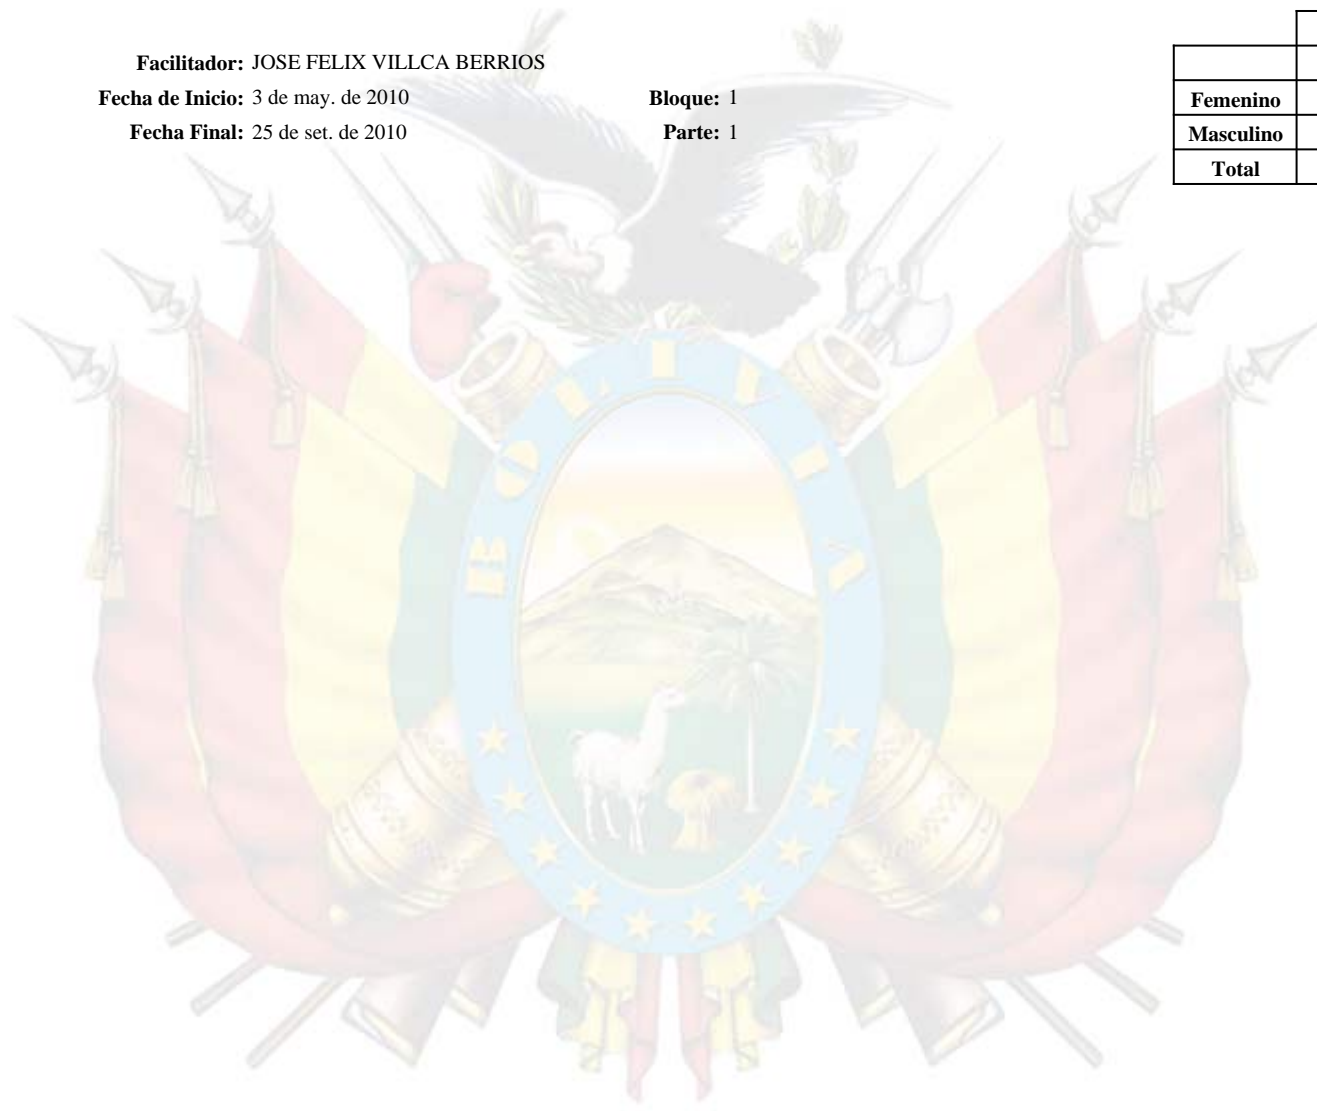 Facilitador: JOSE FELIX VILLCA BERRIOS
Fecha de Inicio: 3 de may. de 2010 Bloque: 1
Fecha Final: 25 de set. de 2010 Parte: 1
Femenino
Masculino
Total
BOLIVIA